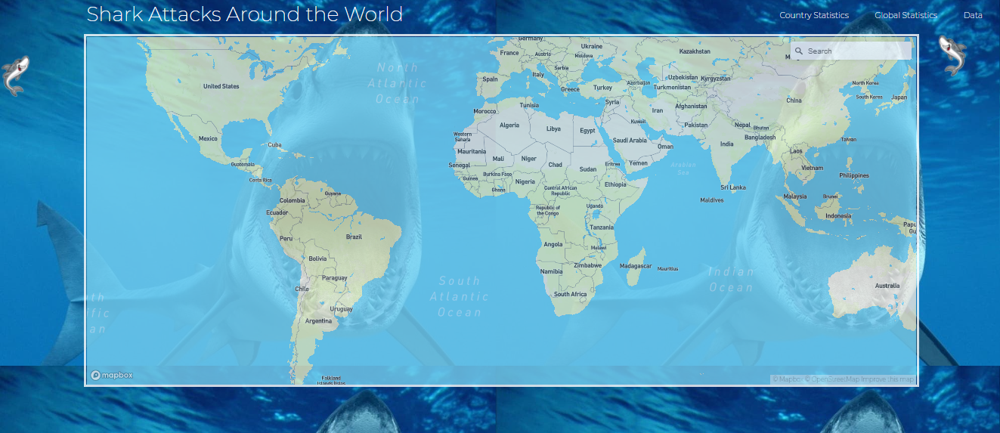 Shark Attacks Around the World
Country Statistics
Global Statistics
Data
Search
Germany
Ukraine
Kazakhstan
France
Austria
Moldova
Serbia
Italy
Spain
Greece
Turkey
Azerbaijan
Uzbekistan
Kyrgyzstan
Turkmenistan
North Korea
South Korea
Japan
China
United States
North
Atlantic
Ocean
Tunisia
Syria
Iran
Afghanistan
Morocco
Algeria
Libya
Egypt
Kuwait
Pakistan
Nepal
Bhutan
Bangladesh
Mexico
Cuba
Western
Sahara
Saudi Arabia
Oman
India
Taiwan
Mauritania
Mali
Niger
Chad
Sudan
Eritrea
Yemen
Arabian
Sea
Laos
Vietnam
Philippines
Guatemala
Senegal
Guinea
Burkina Faso
Ghana
Nigeria
Central African
Republic
Ethiopia
Sri Lanka
Costa Rica
Maldives
Malaysia
Brunei
Colombia
Guyana
Ecuador
Republic of
the Congo
Uganda
Indonesia
Papu
Gu
Tanzania
Peru
Brazil
Angola
Malawi
Bolivia
Namibia
Zimbabwe
Madagascar
Mauritius
Indian
Ocean
Paraguay
Chile
South
Atlantic
Ocean
South Africa
Australia
th
ific
an
Uruguay
Argentina
Falkland
Islands Islas
mapbox
© Mapbox © OpenStreetMap Improve this map